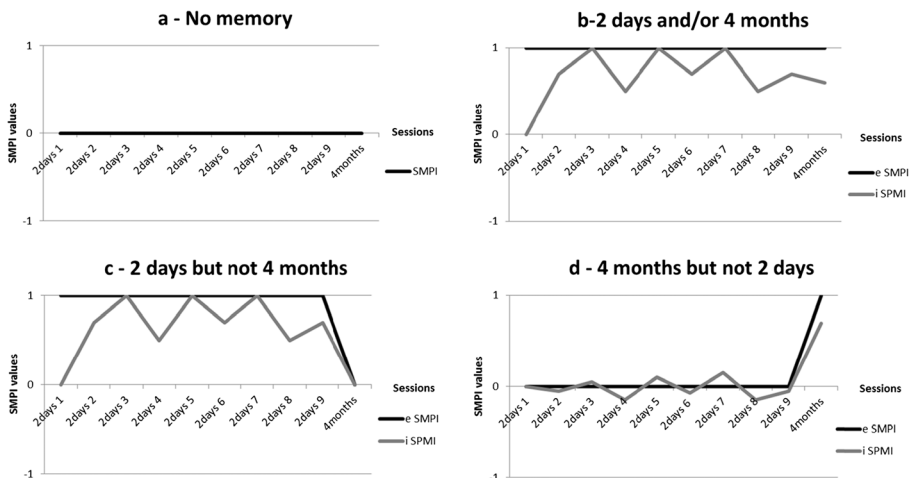 a - No memory
1
0
-1
SMPI values
2days 1
2days 2
2days 3
2days 4
2days 5
2days 6
2days 7
2days 8
2days 9
4months
Sessions
SMPI
b-2 days and/or 4 months
1
0
-1
SMPI values
2days 1
2days 2
2days 3
2days 4
2days 5
2days 6
2days 7
2days 8
2days 9
4months
Sessions
e SMPI
i SPMI
c - 2 days but not 4 months
1
0
-1
SMPI values
2days 1
2days 2
2days 3
2days 4
2days 5
2days 6
2days 7
2days 8
2days 9
4months
Sessions
e SMPI
i SPMI
d - 4 months but not 2 days
1
0
-1
SMPI values
2days 1
2days 2
2days 3
2days 4
2days 5
2days 6
2days 7
2days 8
2days 9
4months
Sessions
e SMPI
i SPMI